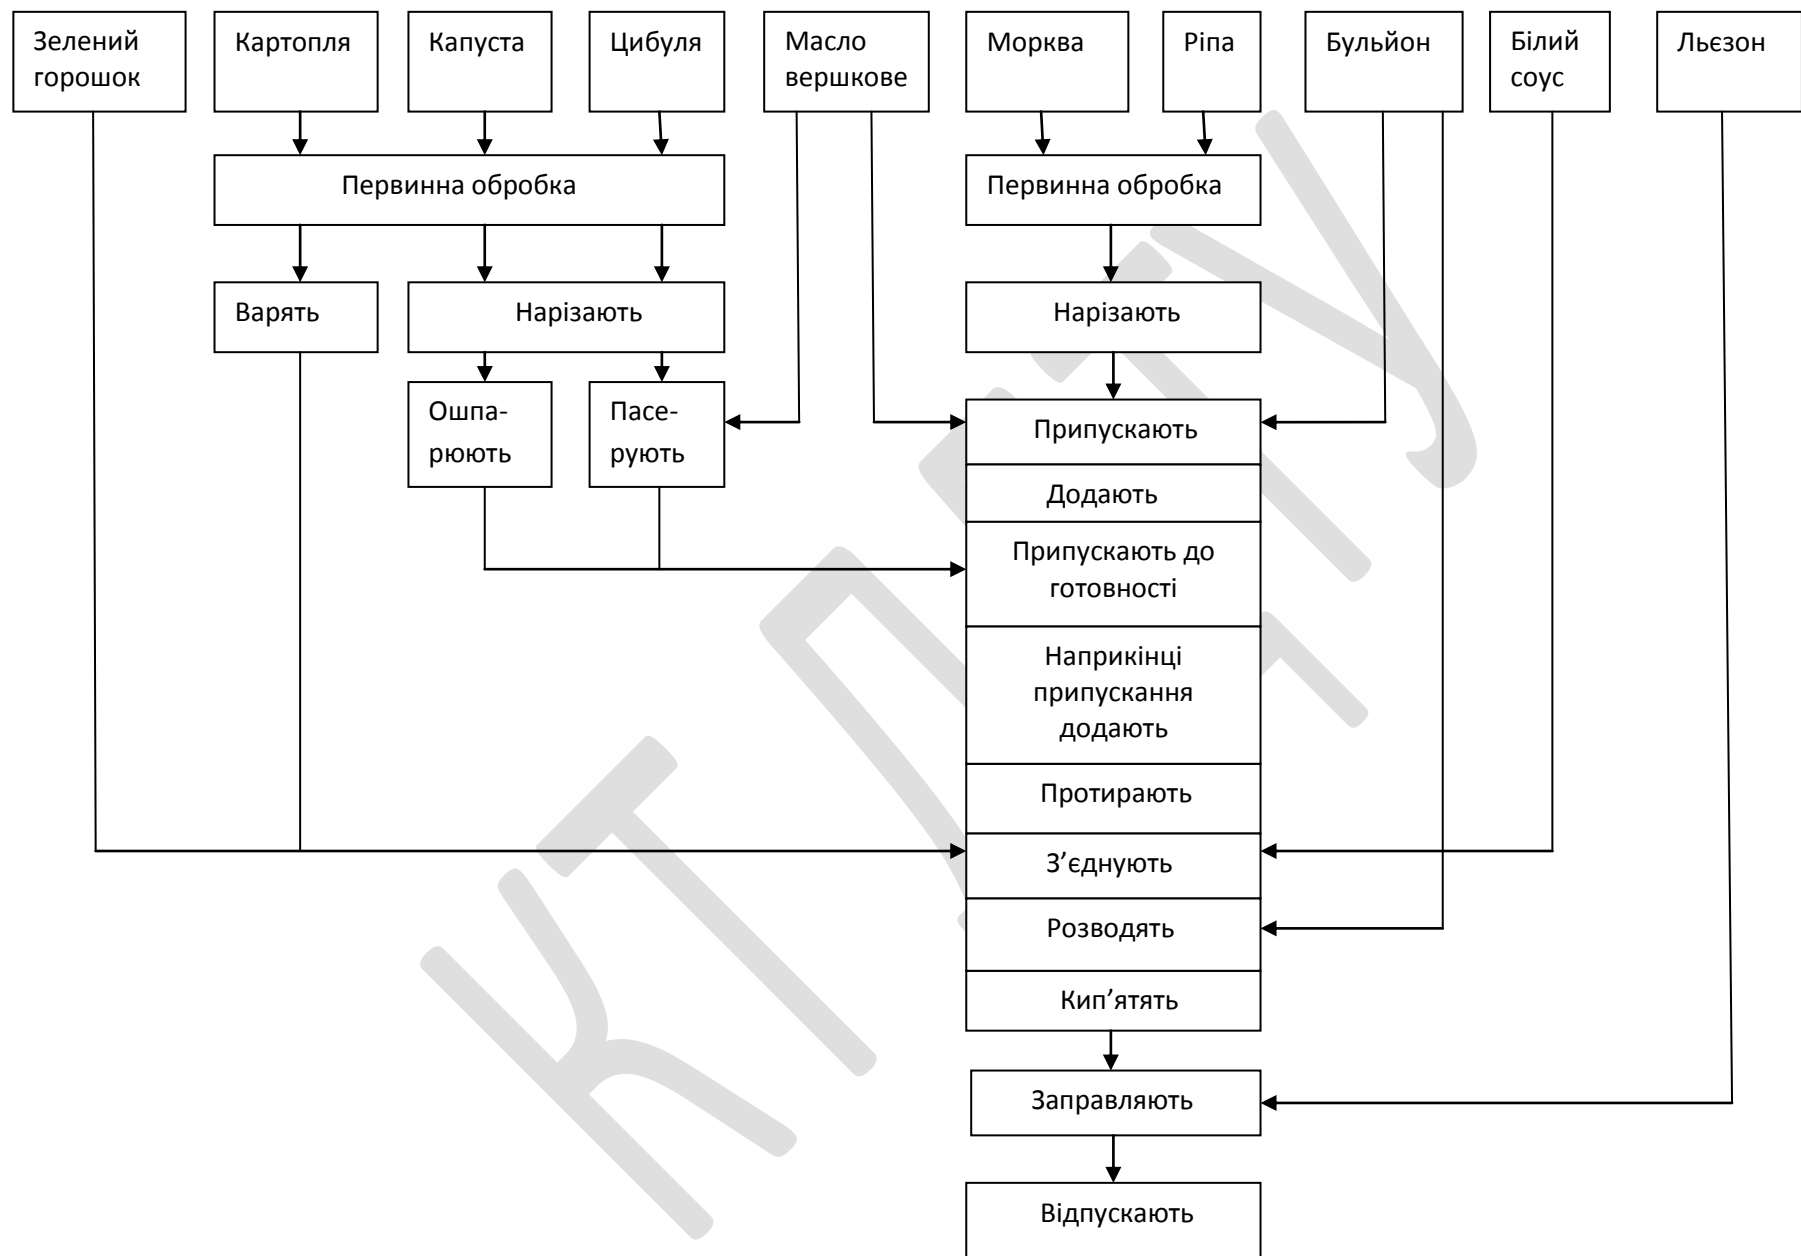 Зелений
горошок
Картопля
Капуста
Цибуля
Масло
вершкове
Морква
Ріпа
Бульйон
Білий
соус
Льєзон
Первинна обробка
Первинна обробка
Варять
Нарізають
Нарізають
Ошпа-
рюють
Пасе-
рують
Припускають
Додають
Припускають до
готовності
Наприкінці
припускання
додають
Протирають
З’єднують
Розводять
Кип’ятять
Заправляють
Відпускають